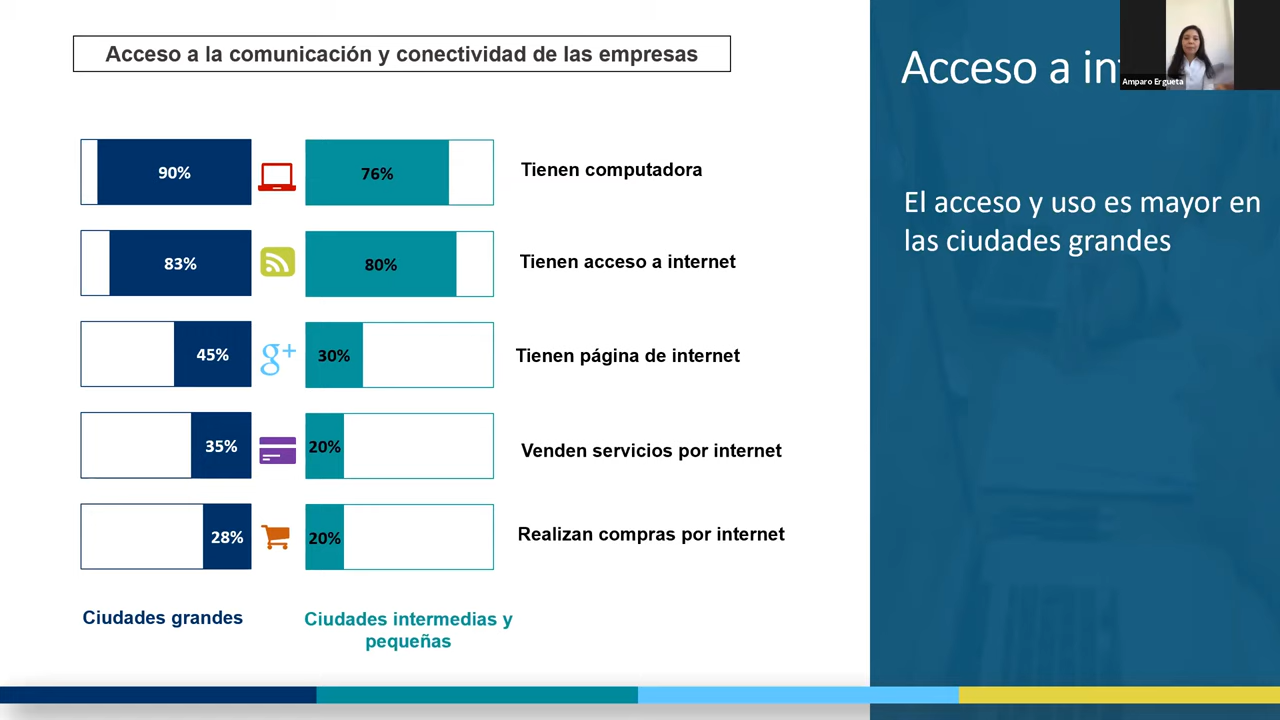 Acceso a la comunicación y conectividad de las empresas
90%
76%
Tienen computadora
83%
80%
Tienen acceso a internet
45%
g+
30%
Tienen página de internet
35%
20%
Venden servicios por internet
28%
20%
Realizan compras por internet
Ciudades grandes
Ciudades intermedias y
pequeñas
Acceso a in
Amparo Ergueta
El acceso y uso es mayor en
las ciudades grandes